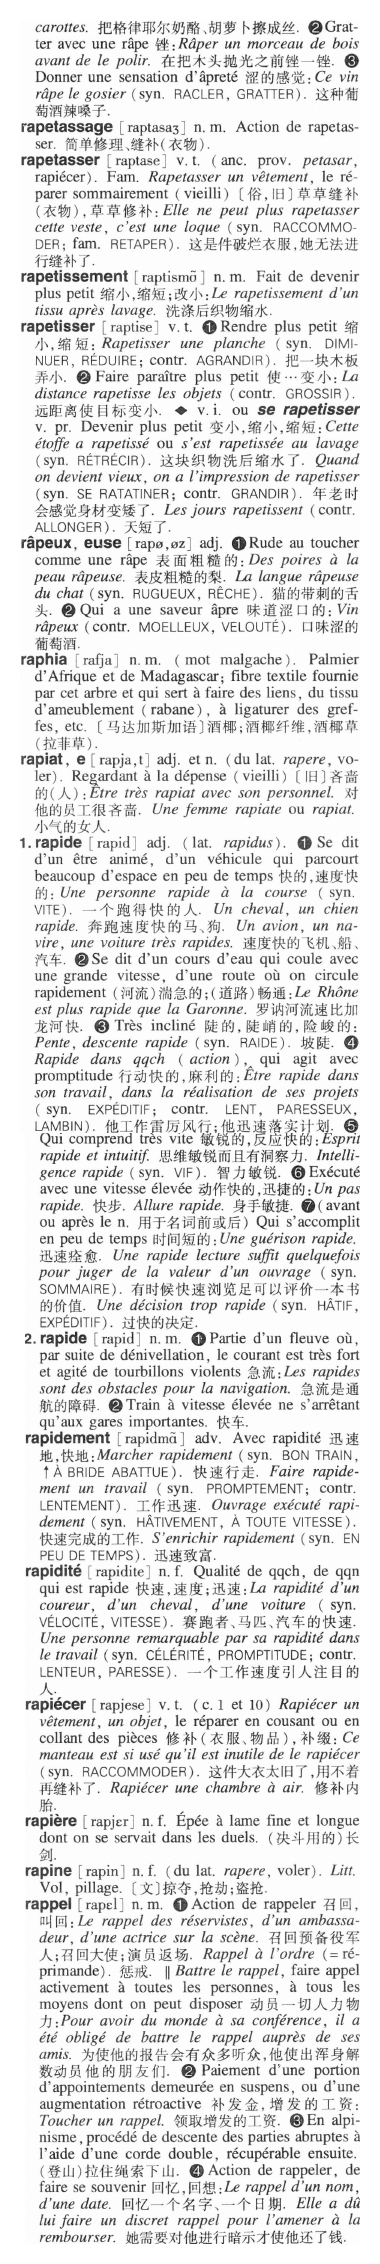 carottes. 把格律耶尔奶酪、胡萝卜擦成丝. ❷Grat-
ter avec une râpe 锉:Râper un morceau de bois
avant de le polir. 在把木头抛光之前锉一锉. ❸
Donner une sensation d'âpreté 涩的感觉:Ce vin
râpe le gosier (syn. RACLER, GRATTER). 这种葡
萄酒辣嗓子.
rapetassage [raptasaʒ] n. m. Action de rapetas-
ser. 简单修理、缝补(衣物).
rapetasser [raptase] v. t. (anc. prov. petasar,
rapiécer). Fam. Rapetasser un vêtement, le ré-
parer sommairement (vieilli) [俗,旧]草草缝补
(衣物),草草修补:Elle ne peut plus rapetasser
cette veste, c'est une loque (syn. RACCOMMO-
DER; fam. RETAPER). 这是件破烂衣服,她无法进
行缝补了.
rapetissement [raptismɑ̃] n. m. Fait de devenir
plus petit 缩小,缩短;改小:Le rapetissement d'un
tissu après lavage. 洗涤后织物缩水.
rapetisser [raptise] v. t. ❶Rendre plus petit 缩
小,缩短: Rapetisser une planche (syn. DIMI-
NUER, RÉDUIRE; contr. AGRANDIR). 把一块木板
弄小. ❷Faire paraître plus petit 使…变小:La
distance rapetisse les objets (contr. GROSSIR).
远距离使目标变小. ◆ v. i. ou se rapetisser
v. pr. Devenir plus petit 变小,缩小,缩短:Cette
étoffe a rapetissé ou s'est rapetissée au lavage
(syn. RÉTRÉCIR). 这块织物洗后缩水了. Quand
on devient vieux, on a l'impression de rapetisser
(syn. SE RATATINER; contr. GRANDIR). 年老时
会感觉身材变矮了. Les jours rapetissent (contr.
ALLONGER). 天短了.
râpeux, euse [rapø,øz] adj. ❶Rude au toucher
comme une râpe 表面粗糙的:Des poires à la
peau râpeuse. 表皮粗糙的梨. La langue râpeuse
du chat (syn. RUGUEUX, RÊCHE). 猫的带刺的舌
头. ❷Qui a une saveur âpre 味道涩口的:Vin
râpeux (contr. MOELLEUX, VELOUTÉ). 口味涩的
葡萄酒.
raphia [rafja] n. m. (mot malgache). Palmier
d'Afrique et de Madagascar; fibre textile fournie
par cet arbre et qui sert à faire des liens, du tissu
d'ameublement (rabane), à ligaturer des gref-
fes, etc. [马达加斯加语]酒椰;酒椰纤维,酒椰草
(拉菲草).
rapiat, e [rapja,t] adj. et n. (du lat. rapere, vo-
ler). Regardant à la dépense (vieilli) [旧]吝啬
的(人):Être très rapiat avec son personnel. 对
他的员工很吝啬. Une femme rapiate ou rapiat.
小气的女人.
1. rapide [rapid] adj. (lat. rapidus). ❶ Se dit
d'un être animé, d'un véhicule qui parcourt
beaucoup d'espace en peu de temps 快的,速度快
的: Une personne rapide à la course (syn.
VITE). 一个跑得快的人. Un cheval, un chien
rapide. 奔跑速度快的马、狗. Un avion, un na-
vire, une voiture très rapides. 速度快的飞机、船、
汽车. ❷Se dit d'un cours d'eau qui coule avec
une grande vitesse, d'une route où on circule
rapidement (河流)湍急的;(道路)畅通:Le Rhône
est plus rapide que la Garonne. 罗讷河流速比加
龙河快. ❸ Très incliné 陡的,陡峭的,险峻的:
Pente, descente rapide (syn. RAIDE). 坡陡. ❹
Rapide dans qqch (action), qui agit avec
promptitude 行动快的,麻利的:Être rapide dans
son travail, dans la réalisation de ses projets
(syn. EXPÉDITIF; contr. LENT, PARESSEUX,
LAMBIN). 他工作雷厉风行;他迅速落实计划. ❺
Qui comprend très vite 敏锐的,反应快的:Esprit
rapide et intuitif. 思维敏锐而且有洞察力. Intelli-
gence rapide (syn. VIF). 智力敏锐. ❻Exécuté
avec une vitesse élevée 动作快的,迅捷的:Un pas
rapide. 快步. Allure rapide. 身手敏捷. ❼(avant
ou après le n. 用于名词前或后) Qui s'accomplit
en peu de temps 时间短的:Une guérison rapide.
迅速痊愈. Une rapide lecture suffit quelquefois
pour juger de la valeur d'un ouvrage (syn.
SOMMAIRE). 有时候快速浏览足可以评价一本书
的价值. Une décision trop rapide (syn. HÂTIF,
EXPÉDITIF). 过快的决定.
2. rapide [rapid] n. m. ❶ Partie d'un fleuve où,
par suite de dénivellation, le courant est très fort
et agité de tourbillons violents 急流:Les rapides
sont des obstacles pour la navigation. 急流是通
航的障碍. ❷Train à vitesse élevée ne s'arrêtant
qu'aux gares importantes. 快车.
rapidement [rapidmɑ̃] adv. Avec rapidité 迅速
地,快地:Marcher rapidement (syn. BON TRAIN,
↑À BRIDE ABATTUE). 快速行走. Faire rapide-
ment un travail (syn. PROMPTEMENT; contr.
LENTEMENT). 工作迅速. Ouvrage exécuté rapi-
dement (syn. HÂTIVEMENT, À TOUTE VITESSE).
快速完成的工作. S'enrichir rapidement (syn. EN
PEU DE TEMPS). 迅速致富.
rapidité [rapidite] n. f. Qualité de qqch, de qqn
qui est rapide 快速,速度;迅速:La rapidité d'un
coureur, d'un cheval, d'une voiture (syn.
VÉLOCITÉ, VITESSE). 赛跑者、马匹、汽车的快速.
Une personne remarquable par sa rapidité dans
le travail (syn. CÉLÉRITÉ, PROMPTITUDE; contr.
LENTEUR, PARESSE). 一个工作速度引人注目的
人.
rapiécer [rapjese] v. t. (c. 1 et 10) Rapiécer un
vêtement, un objet, le réparer en cousant ou en
collant des pièces 修补(衣服、物品),补缀: Ce
manteau est si usé qu'il est inutile de le rapiécer
(syn. RACCOMMODER). 这件大衣太旧了,用不着
再缝补了. Rapiécer une chambre à air. 修补内
胎.
rapière [rapjɛr] n. f. Épée à lame fine et longue
dont on se servait dans les duels. (决斗用的)长
剑.
rapine [rapin] n. f. (du lat. rapere, voler). Litt.
Vol, pillage. [文]掠夺,抢劫;盗抢.
rappel [rapɛl] n. m. ❶Action de rappeler 召回,
叫回:Le rappel des réservistes, d'un ambassa-
deur, d'une actrice sur la scène. 召回预备役军
人;召回大使;演员返场. Rappel à l'ordre (=ré-
primande). 惩戒. ‖Battre le rappel, faire appel
activement à toutes les personnes, à tous les
moyens dont on peut disposer 动员一切人力物
力:Pour avoir du monde à sa conférence, il a
été obligé de battre le rappel auprès de ses
amis. 为使他的报告会有众多听众,他使出浑身解
数动员他的朋友们. ❷Paiement d'une portion
d'appointements demeurée en suspens, ou d'une
augmentation rétroactive 补发金,增发的工资:
Toucher un rappel. 领取增发的工资. ❸En alpi-
nisme, procédé de descente des parties abruptes à
l'aide d'une corde double, récupérable ensuite.
(登山)拉住绳索下山. ❹Action de rappeler, de
faire se souvenir 回忆,回想:Le rappel d'un nom,
d'une date. 回忆一个名字、一个日期. Elle a dû
lui faire un discret rappel pour l'amener à la
rembourser. 她需要对他进行暗示才使他还了钱.